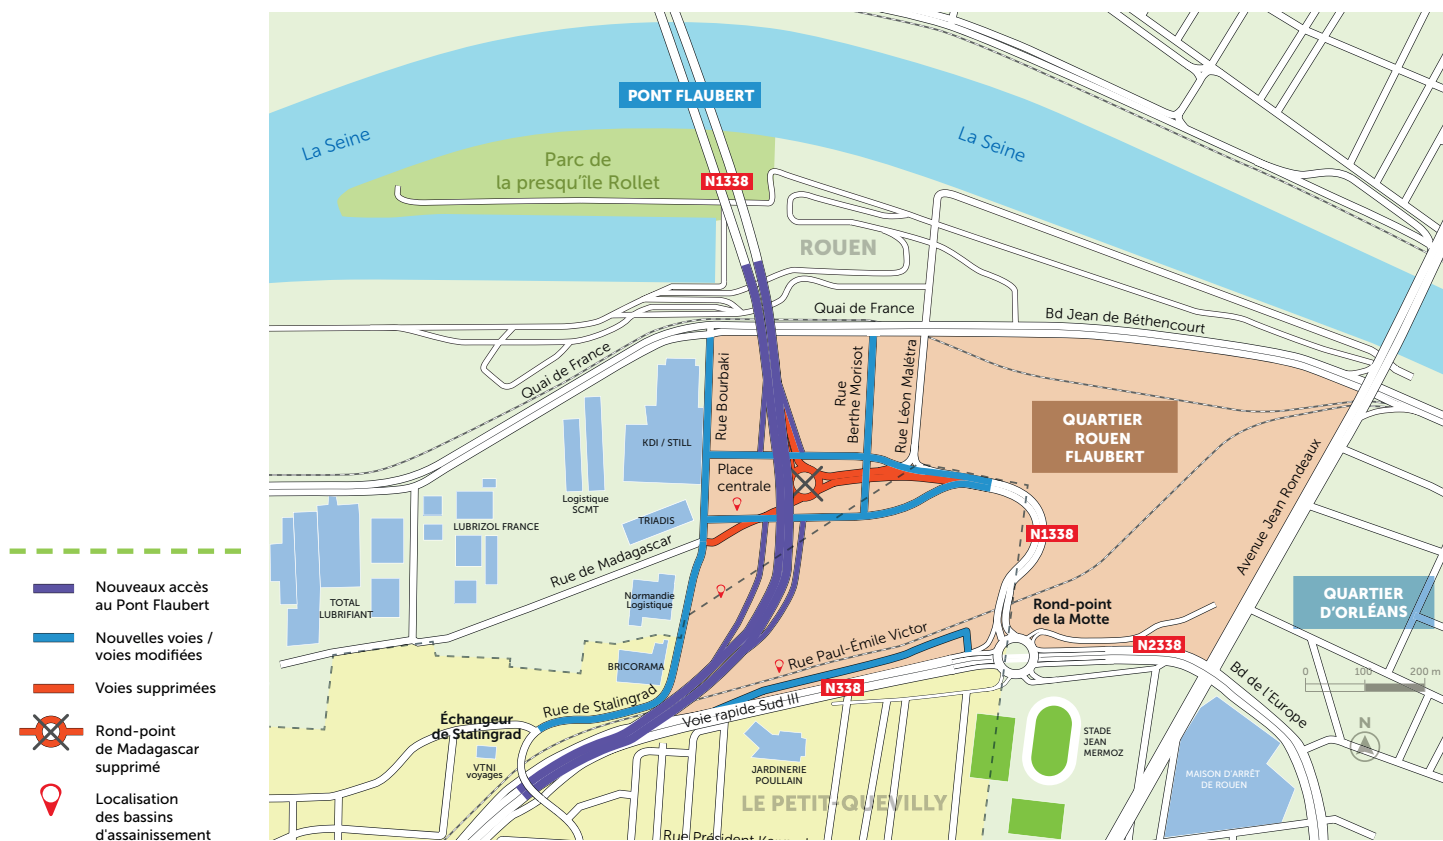 PONT FLAUBERT
La Seine
La Seine
Parc de
la presqu'île Rollet
N1338
ROUEN
Quai de France
Bd Jean de Béthencourt
Quai de France
Rue Bourbaki
Rue
Berthe Morisot
Rue Léon Malétra
QUARTIER
ROUEN
FLAUBERT
KDI / STILL
Place
centrale
Logistique
SCMT
TRIADIS
LUBRIZOL FRANCE
Rue de Madagascar
N1338
Avenue Jean Rondeaux
TOTAL
LUBRIFIANT
Normandie
Logistique
QUARTIER
D'ORLÉANS
Rond-point
de la Motte
Rue Paul-Émile Victor
N2338
BRICORAMA
N338
Rue de Stalingrad
Voie rapide Sud III
Bd de l'Europe
0 100 200 m
N
Échangeur
de Stalingrad
VTNI
voyages
JARDINERIE
POULLAIN
STADE
JEAN
MERMOZ
MAISON D'ARRÊT
DE ROUEN
LE PETIT-QUEVILLY
Rue Président
Nouveaux accès
au Pont Flaubert
Nouvelles voies /
voies modifiées
Voies supprimées
Rond-point
de Madagascar
supprimé
Localisation
des bassins
d'assainissement